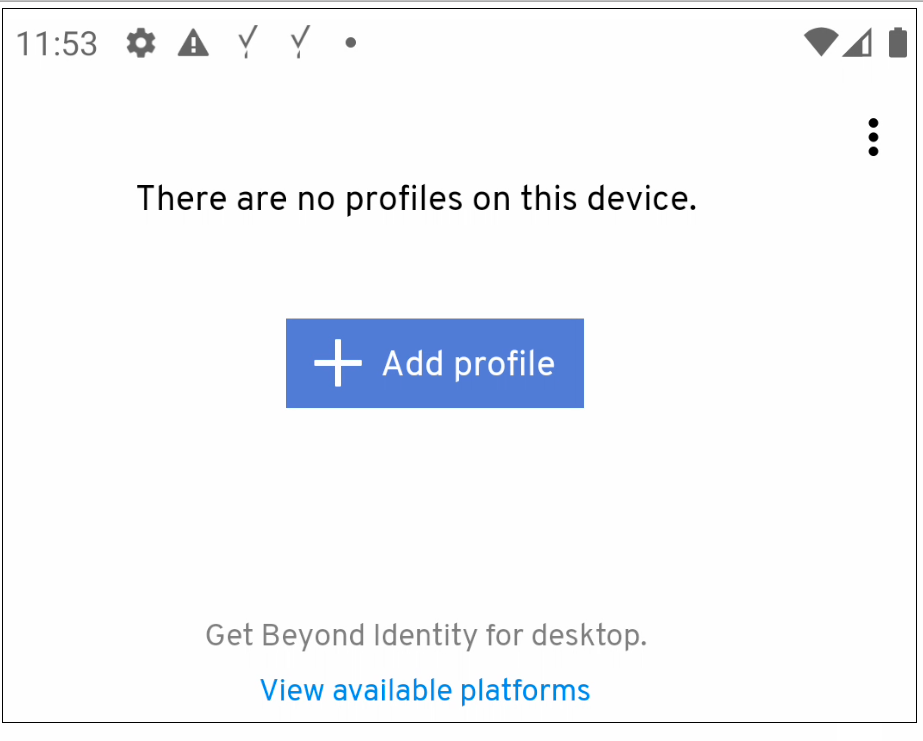 11:53
There are no profiles on this device.
Add profile
Get Beyond Identity for desktop.
View available platforms